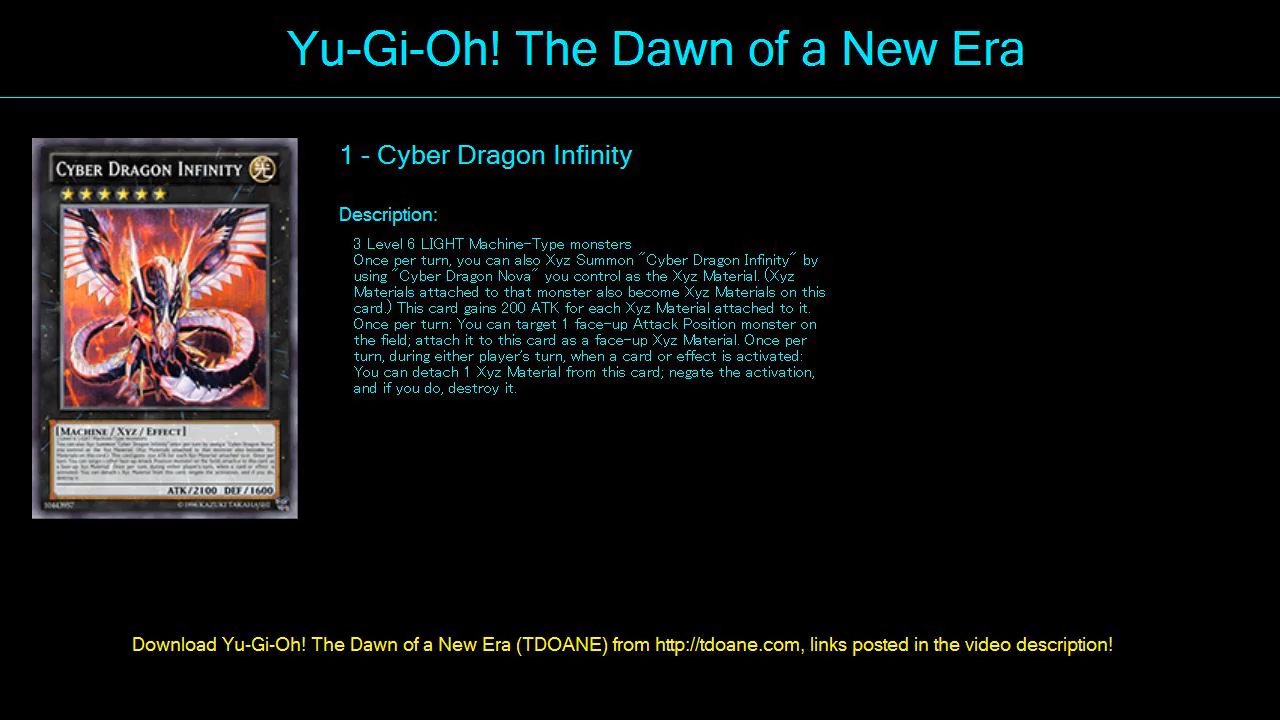 Yu-Gi-Oh! The Dawn of a New Era
CYBER DRAGON INFINITY 光
[MACHINE / XYZ / EFFECT]
ATK/2100 DEF/1600
10443957 ©1996 KAZUKI TAKAHASHI
1 - Cyber Dragon Infinity
Description:
3 Level 6 LIGHT Machine-Type monsters
Once per turn, you can also Xyz Summon "Cyber Dragon Infinity" by
using "Cyber Dragon Nova" you control as the Xyz Material. (Xyz
Materials attached to that monster also become Xyz Materials on this
card.) This card gains 200 ATK for each Xyz Material attached to it.
Once per turn: You can target 1 face-up Attack Position monster on
the field; attach it to this card as a face-up Xyz Material. Once per
turn, during either player's turn, when a card or effect is activated:
You can detach 1 Xyz Material from this card; negate the activation,
and if you do, destroy it.
Download Yu-Gi-Oh! The Dawn of a New Era (TDOANE) from http://tdoane.com, links posted in the video description!